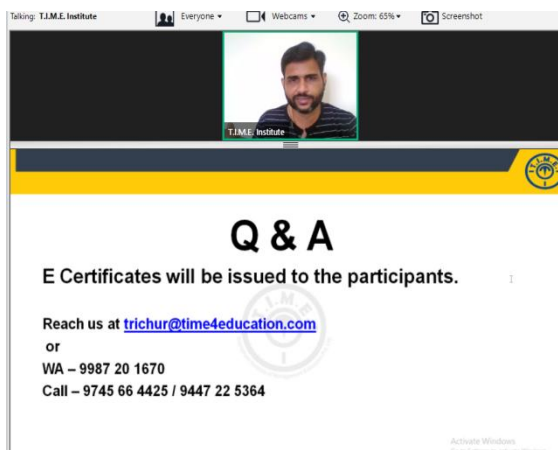 Talking: T.I.M.E. Institute Everyone Webcams Zoom: 65% Screenshot
T.I.M.E. Institute
T.I.M.E.
Q & A
E Certificates will be issued to the participants.
T.I.M.E
Reach us at trichur@time4education.com
or
WA – 9987 20 1670
Call – 9745 66 4425 / 9447 22 5364
Activate Windows